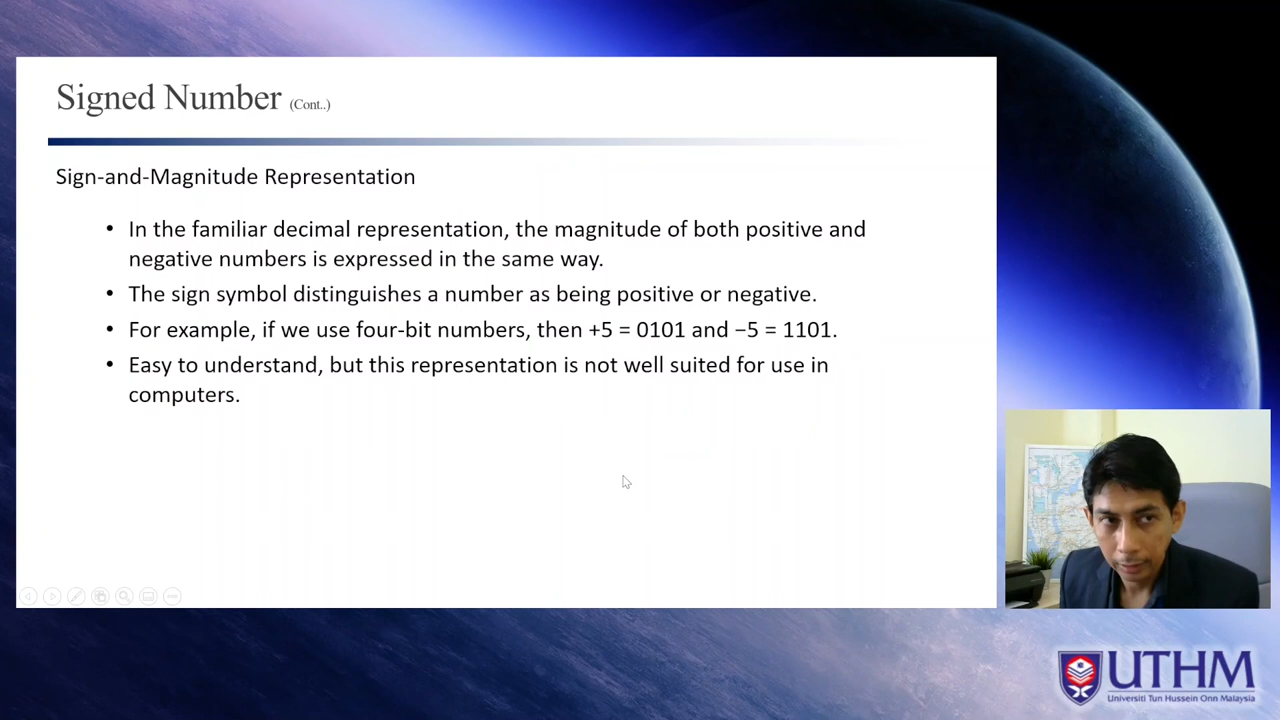 Signed Number (Cont..)
Sign-and-Magnitude Representation
• In the familiar decimal representation, the magnitude of both positive and
negative numbers is expressed in the same way.
• The sign symbol distinguishes a number as being positive or negative.
• For example, if we use four-bit numbers, then +5 = 0101 and −5 = 1101.
• Easy to understand, but this representation is not well suited for use in
computers.
UTHM
Universiti Tun Hussein Onn Malaysia